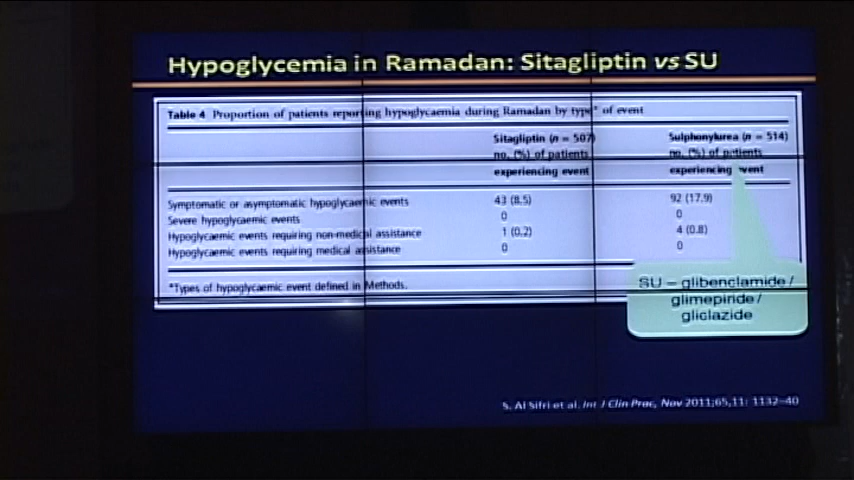 Hypoglycemia in Ramadan: Sitagliptin vs SU
Table 4 Proportion of patients reporting hypoglycaemia during Ramadan by type* of event
Sitagliptin (n = 507) Sulphonylurea (n = 514)
no. (%) of patients no. (%) of patients
experiencing event experiencing event
Symptomatic or asymptomatic hypoglycaemic events 43 (8.5) 92 (17.9)
Severe hypoglycaemic events 0 0
Hypoglycaemic events requiring non-medical assistance 1 (0.2) 4 (0.8)
Hypoglycaemic events requiring medical assistance 0 0
*Types of hypoglycaemic event defined in Methods.
SU – glibenclamide /
glimepiride /
gliclazide
S. Al Sifri et al. Int J Clin Prac, Nov 2011;65,11: 1132–40